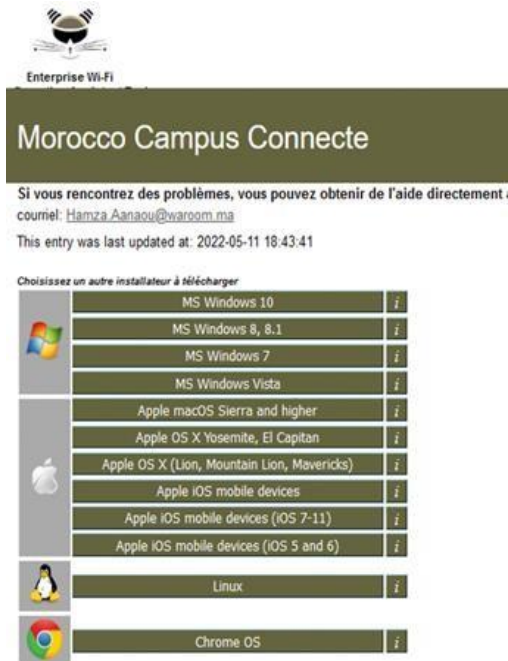 Enterprise Wi-Fi
Morocco Campus Connecte
Si vous rencontrez des problèmes, vous pouvez obtenir de l'aide directement
courriel: Hamza.Aanaou@waroom.ma
This entry was last updated at: 2022-05-11 18:43:41
Choisissez un autre installateur à télécharger
MS Windows 10 i
MS Windows 8, 8.1 i
MS Windows 7 i
MS Windows Vista i
Apple macOS Sierra and higher i
Apple OS X Yosemite, El Capitan i
Apple OS X (Lion, Mountain Lion, Mavericks) i
Apple iOS mobile devices i
Apple iOS mobile devices (iOS 7-11) i
Apple iOS mobile devices (iOS 5 and 6) i
Linux i
Chrome OS i